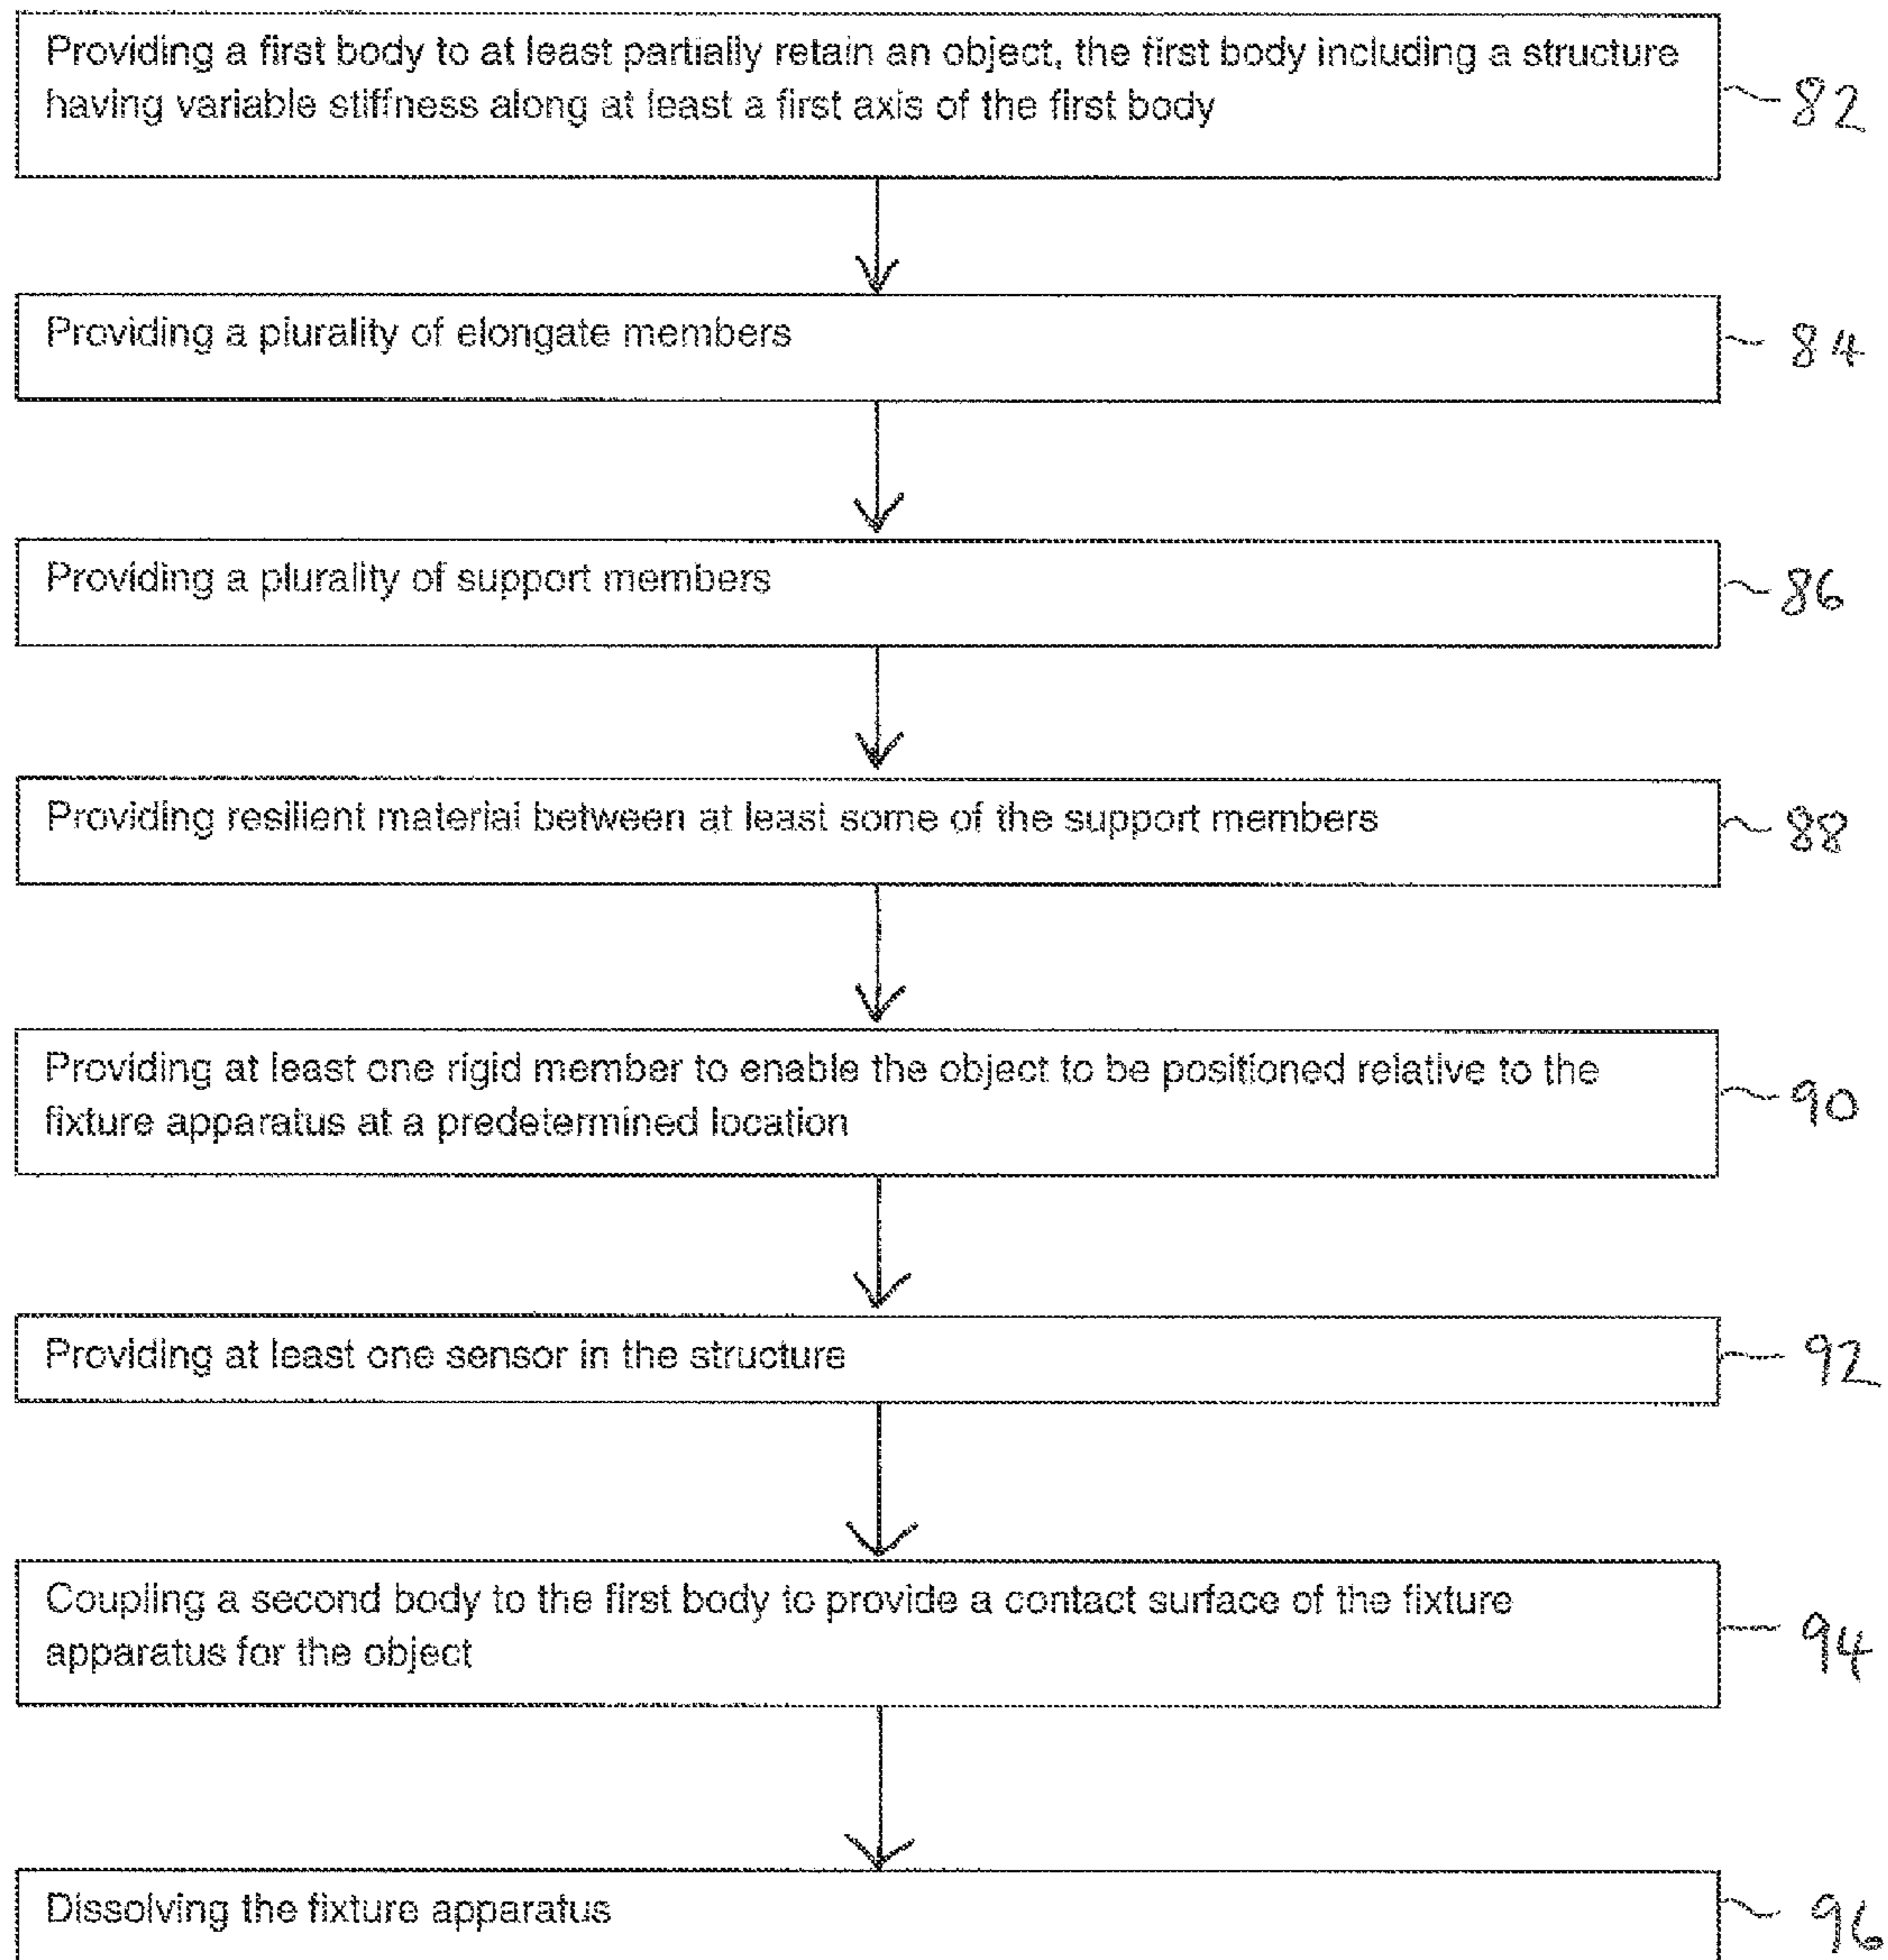 Providing a first body to at least partially retain an object, the first body including a structure
having variable stiffness along at least a first axis of the first body
82
Providing a plurality of elongate members
84
Providing a plurality of support members
86
Providing resilient material between at least some of the support members
88
Providing at least one rigid member to enable the object to be positioned relative to the
fixture apparatus at a predetermined location
90
Providing at least one sensor in the structure
92
Coupling a second body to the first body to provide a contact surface of the fixture
apparatus for the object
94
Dissolving the fixture apparatus
96